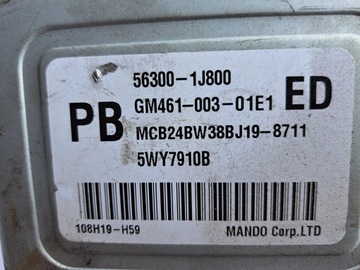 56300-1J800
PB GM461-003-01E1 ED
MCB24BW38BJ19-8711
5WY7910B
108H19-H59 MANDO Corp.LTD